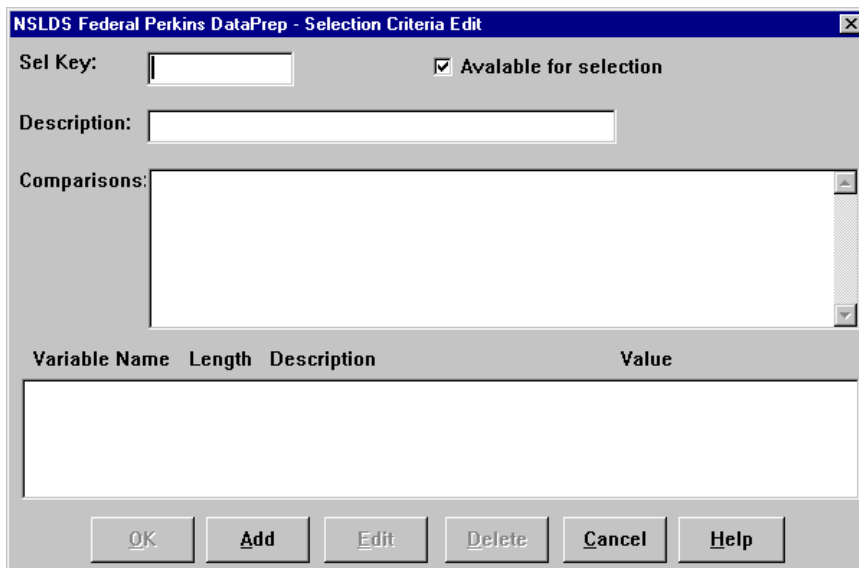 NSLDS Federal Perkins DataPrep - Selection Criteria Edit
Sel Key: Avalable for selection
Description:
Comparisons:
Variable Name Length Description Value
OK Add Edit Delete Cancel Help